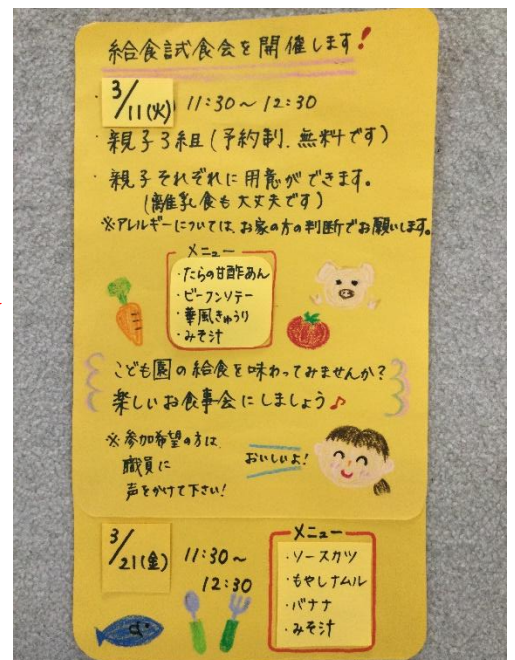 給食試食会を開催します!
・3/11(火) 11:30～12:30
・親子3組(予約制.無料です)
・親子それぞれに用意ができます。
(離乳食も大丈夫です)
※アレルギーについては、お家の方の判断でお願いします。
メニュー
・たらの甘酢あん
・ビーフンソテー
・華風きゅうり
・みそ汁
こども園の給食を味わってみませんか?
楽しいお食事会にしましょう♪
※参加希望の方は、
職員に
声をかけて下さい!
おいしいよ!
3/21(金) 11:30～
12:30
メニュー
・ソースカツ
・もやしナムル
・バナナ
・みそ汁